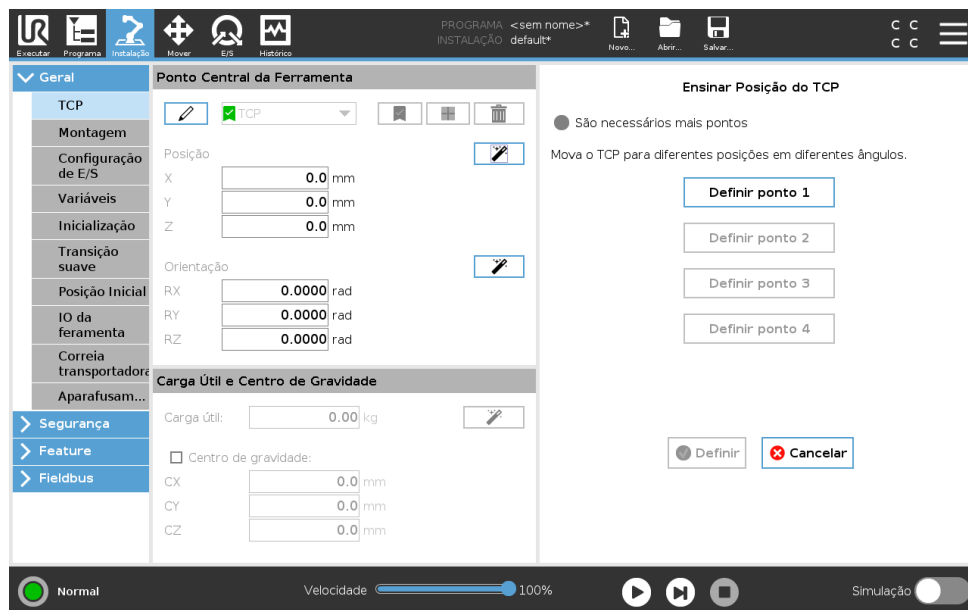 UR
Executar Programa Instalação Mover E/S Histórico
PROGRAMA <sem nome>*
INSTALAÇÃO default*
Novo... Abrir... Salvar...
C C
C C
Geral
TCP
Montagem
Configuração
de E/S
Variáveis
Inicialização
Transição
suave
Posição Inicial
IO da
ferramenta
Correia
transportadora
Aparafusam...
Segurança
Feature
Fieldbus
Ponto Central da Ferramenta
TCP
Posição
X 0.0 mm
Y 0.0 mm
Z 0.0 mm
Orientação
RX 0.0000 rad
RY 0.0000 rad
RZ 0.0000 rad
Carga Útil e Centro de Gravidade
Carga útil: 0.00 kg
Centro de gravidade:
CX 0.0 mm
CY 0.0 mm
CZ 0.0 mm
Ensinar Posição do TCP
São necessários mais pontos
Mova o TCP para diferentes posições em diferentes ângulos.
Definir ponto 1
Definir ponto 2
Definir ponto 3
Definir ponto 4
Definir Cancelar
Normal
Velocidade 100%
Simulação